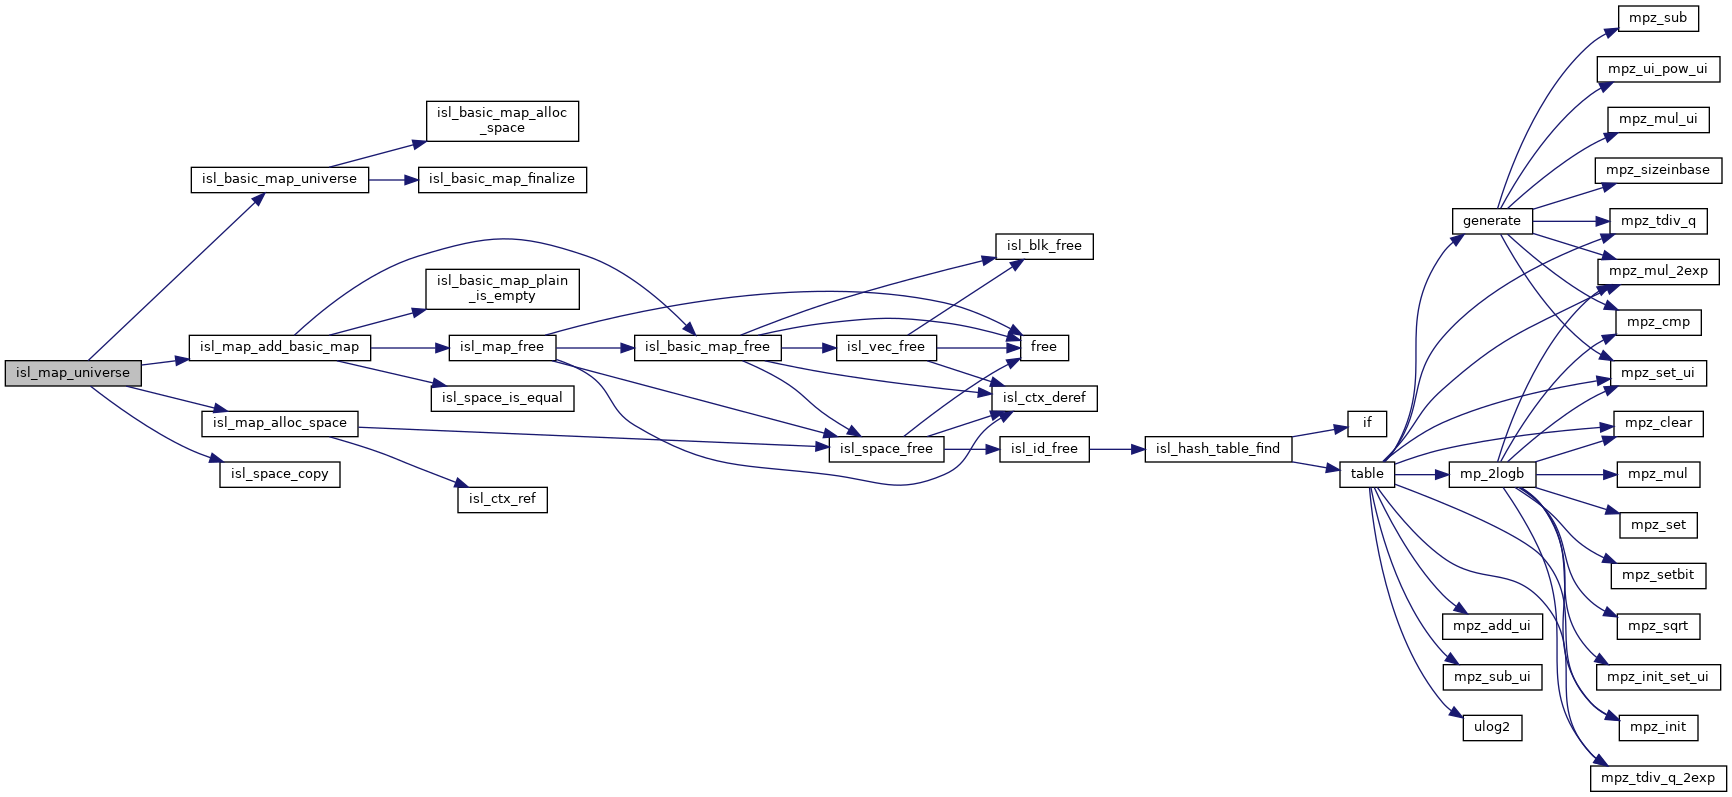 isl_map_universe
isl_basic_map_universe
isl_map_add_basic_map
isl_map_alloc_space
isl_space_copy
isl_basic_map_alloc
_space
isl_basic_map_finalize
isl_basic_map_plain
_is_empty
isl_map_free
isl_space_is_equal
isl_ctx_ref
isl_basic_map_free
isl_vec_free
isl_space_free
isl_blk_free
free
isl_ctx_deref
isl_id_free
isl_hash_table_find
if
table
generate
mp_2logb
mpz_add_ui
mpz_sub_ui
ulog2
mpz_sub
mpz_ui_pow_ui
mpz_mul_ui
mpz_sizeinbase
mpz_tdiv_q
mpz_mul_2exp
mpz_cmp
mpz_set_ui
mpz_clear
mpz_mul
mpz_set
mpz_setbit
mpz_sqrt
mpz_init_set_ui
mpz_init
mpz_tdiv_q_2exp